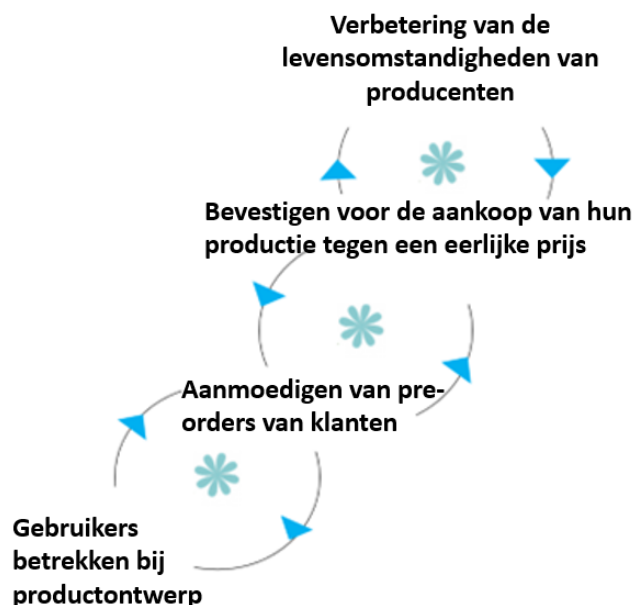 Verbetering van de
levensomstandigheden van
producenten
Bevestigen voor de aankoop van hun
productie tegen een eerlijke prijs
Aanmoedigen van pre-
orders van klanten
Gebruikers
betrekken bij
productontwerp